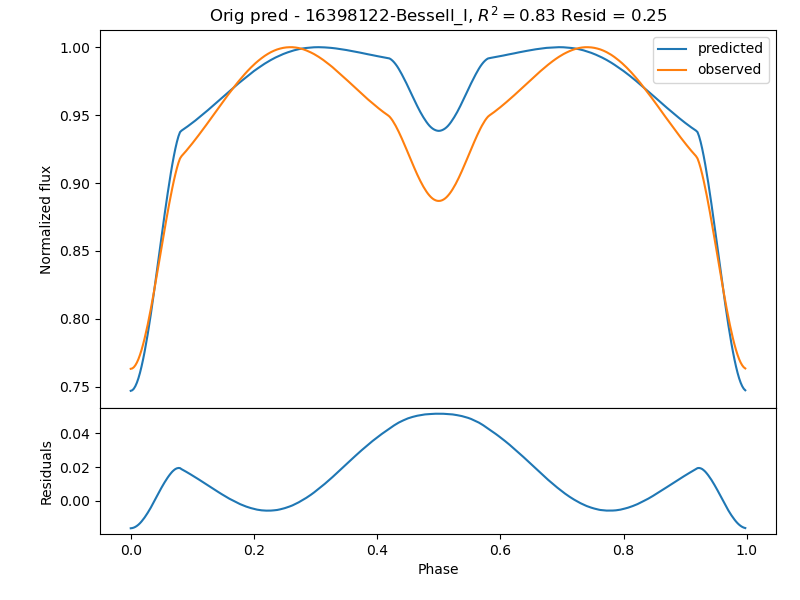 Orig pred - 16398122-Bessell_I, R² = 0.83 Resid = 0.25
predicted
observed
Normalized flux
1.00
0.95
0.90
0.85
0.80
0.75
Residuals
0.04
0.02
0.00
0.0 0.2 0.4 0.6 0.8 1.0
Phase